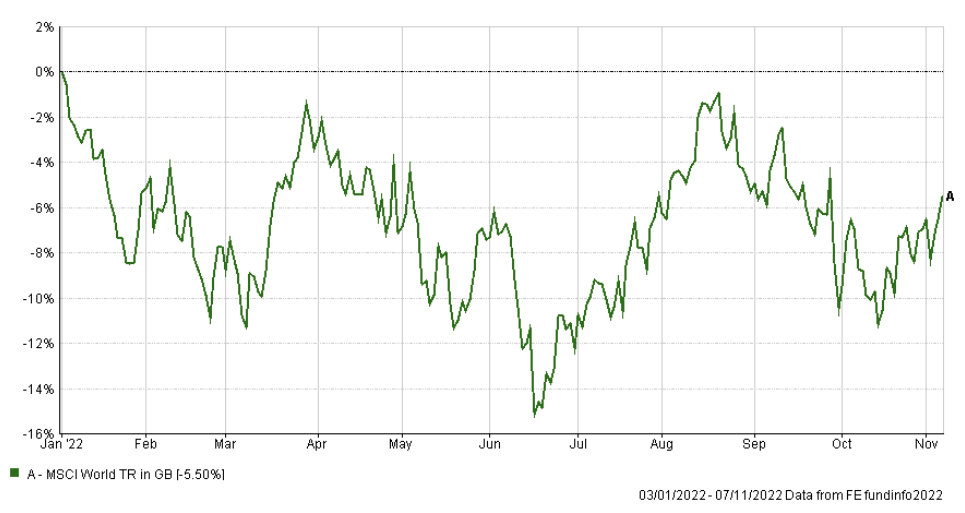 2%
0%
-2%
-4%
-6%
-8%
-10%
-12%
-14%
-16%
A
Jan '22 Feb Mar Apr May Jun Jul Aug Sep Oct Nov
A - MSCI World TR in GB [-5.50%]
03/01/2022 - 07/11/2022 Data from FE fundinfo2022